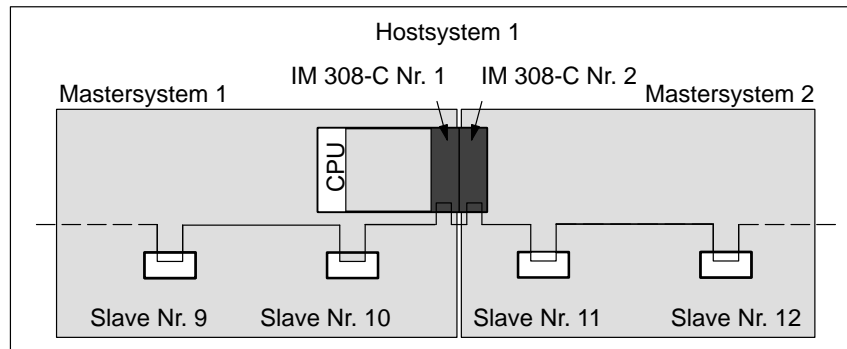 Hostsystem 1
IM 308-C Nr. 1 IM 308-C Nr. 2
Mastersystem 1 Mastersystem 2
CPU
Slave Nr. 9 Slave Nr. 10 Slave Nr. 11 Slave Nr. 12